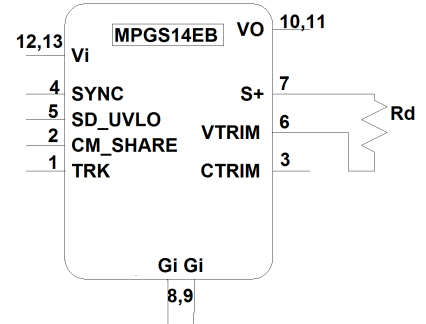 MPGS14EB
VO
10,11
12,13
Vi
4
SYNC
S+
7
5
SD_UVLO
Rd
2
CM_SHARE
VTRIM
6
1
TRK
CTRIM
3
Gi Gi
8,9